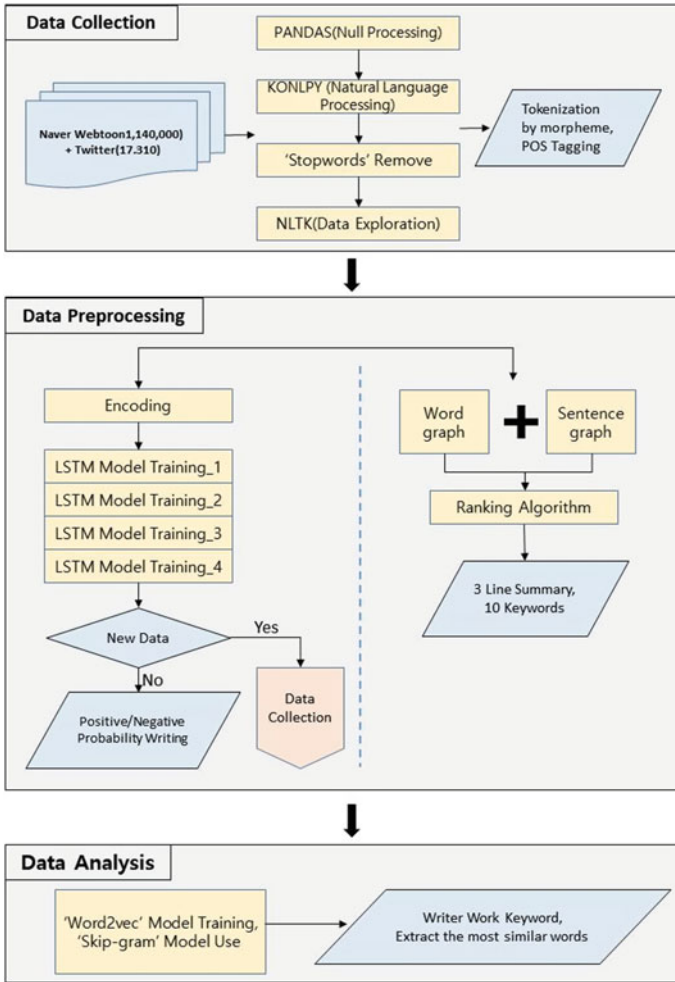 Data Collection
PANDAS(Null Processing)
KONLPY (Natural Language
Processing)
'Stopwords' Remove
NLTK(Data Exploration)
Naver Webtoon1,140,000)
+ Twitter(17.310)
Tokenization
by morpheme,
POS Tagging
Data Preprocessing
Encoding
LSTM Model Training_1
LSTM Model Training_2
LSTM Model Training_3
LSTM Model Training_4
New Data
Yes
No
Data
Collection
Positive/Negative
Probability Writing
Word
graph
Sentence
graph
Ranking Algorithm
3 Line Summary,
10 Keywords
Data Analysis
'Word2vec' Model Training,
'Skip-gram' Model Use
Writer Work Keyword,
Extract the most similar words